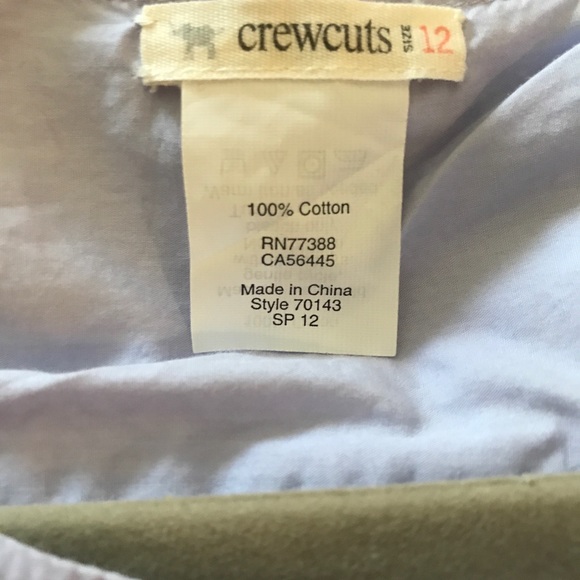 crewcuts SIZE 12
100% Cotton
RN77388
CA56445
Made in China
Style 70143
SP 12